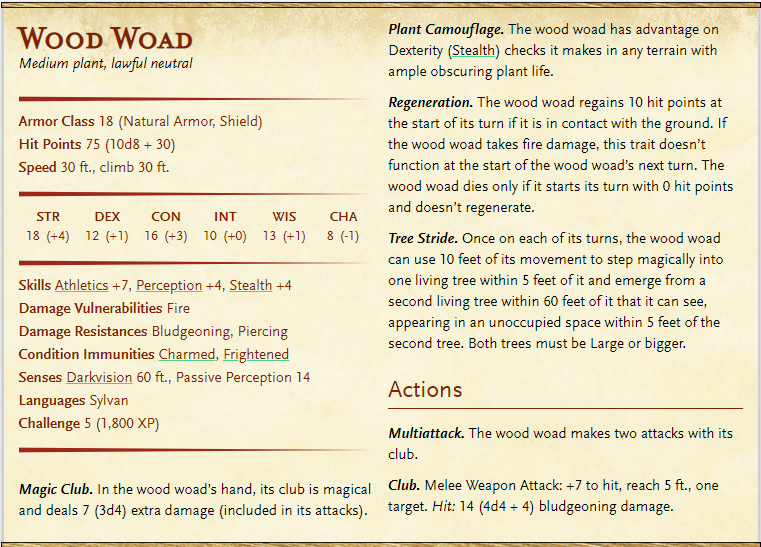 Wood Woad
Medium plant, lawful neutral
Armor Class 18 (Natural Armor, Shield)
Hit Points 75 (10d8 + 30)
Speed 30 ft., climb 30 ft.
STR DEX CON INT WIS CHA
18 (+4) 12 (+1) 16 (+3) 10 (+0) 13 (+1) 8 (-1)
Skills Athletics +7, Perception +4, Stealth +4
Damage Vulnerabilities Fire
Damage Resistances Bludgeoning, Piercing
Condition Immunities Charmed, Frightened
Senses Darkvision 60 ft., Passive Perception 14
Languages Sylvan
Challenge 5 (1,800 XP)
Magic Club. In the wood woad's hand, its club is magical
and deals 7 (3d4) extra damage (included in its attacks).
Plant Camouflage. The wood woad has advantage on
Dexterity (Stealth) checks it makes in any terrain with
ample obscuring plant life.
Regeneration. The wood woad regains 10 hit points at
the start of its turn if it is in contact with the ground. If
the wood woad takes fire damage, this trait doesn't
function at the start of the wood woad's next turn. The
wood woad dies only if it starts its turn with 0 hit points
and doesn't regenerate.
Tree Stride. Once on each of its turns, the wood woad
can use 10 feet of its movement to step magically into
one living tree within 5 feet of it and emerge from a
second living tree within 60 feet of it that it can see,
appearing in an unoccupied space within 5 feet of the
second tree. Both trees must be Large or bigger.
Actions
Multiattack. The wood woad makes two attacks with its
club.
Club. Melee Weapon Attack: +7 to hit, reach 5 ft., one
target. Hit: 14 (4d4 + 4) bludgeoning damage.